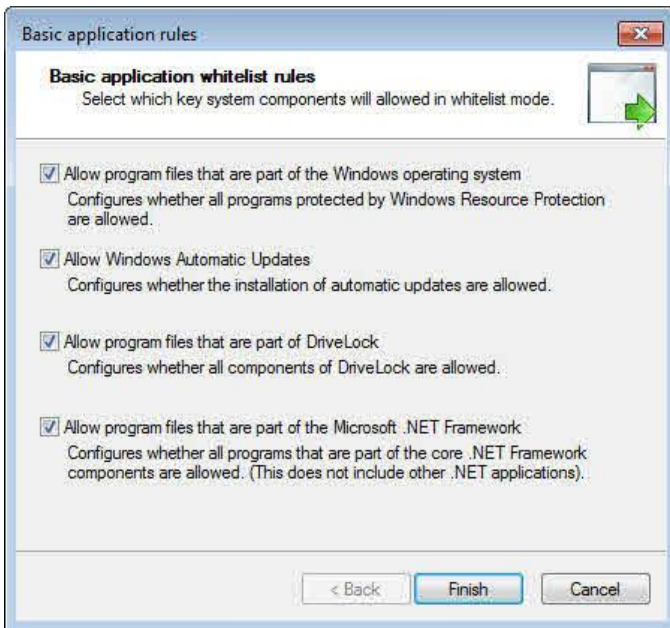 Basic application rules
Basic application whitelist rules
Select which key system components will allowed in whitelist mode.
Allow program files that are part of the Windows operating system
Configures whether all programs protected by Windows Resource Protection
are allowed.
Allow Windows Automatic Updates
Configures whether the installation of automatic updates are allowed.
Allow program files that are part of DriveLock
Configures whether all components of DriveLock are allowed.
Allow program files that are part of the Microsoft .NET Framework
Configures whether all programs that are part of the core .NET Framework
components are allowed. (This does not include other .NET applications).
< Back Finish Cancel